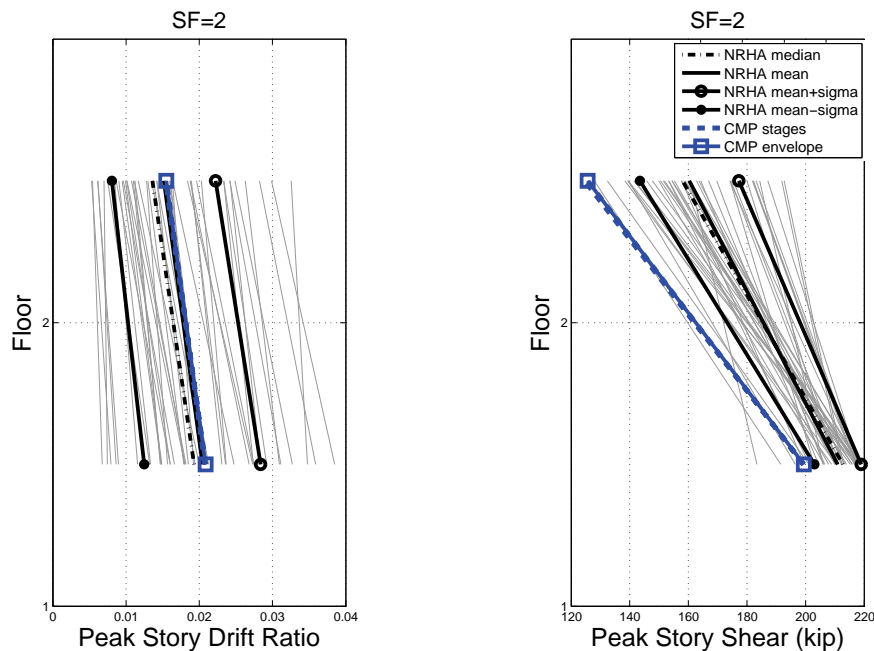 SF=2
Floor
2
1
0
0.01
0.02
0.03
0.04
Peak Story Drift Ratio
SF=2
NRHA median
NRHA mean
NRHA mean+sigma
NRHA mean−sigma
CMP stages
CMP envelope
Floor
2
1
120
140
160
180
200
220
Peak Story Shear (kip)